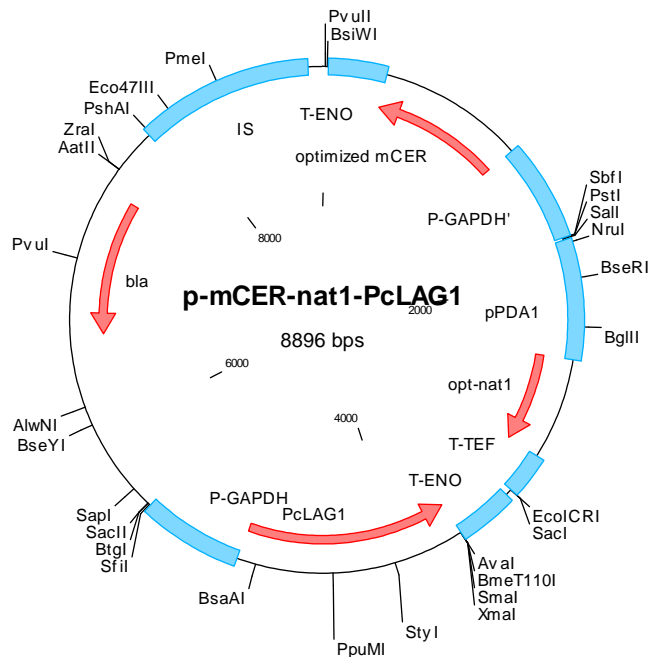 PvuII
BsiWI
PmeI
Eco47III
PshAI
ZraI
AatII
IS
T-ENO
optimized mCER
P-GAPDH'
SbfI
PstI
SalI
NruI
BseRI
BglII
PvuI
bla
8000
p-mCER-nat1-PcLAG1
2000
pPDA1
8896 bps
6000
4000
opt-nat1
T-TEF
T-ENO
EcoICRI
SacI
AlwNI
BseYI
SapI
SacII
BtgI
SfiI
P-GAPDH
PcLAG1
AvaI
BmeT110I
SmaI
XmaI
BsaAI
StyI
PpuMI